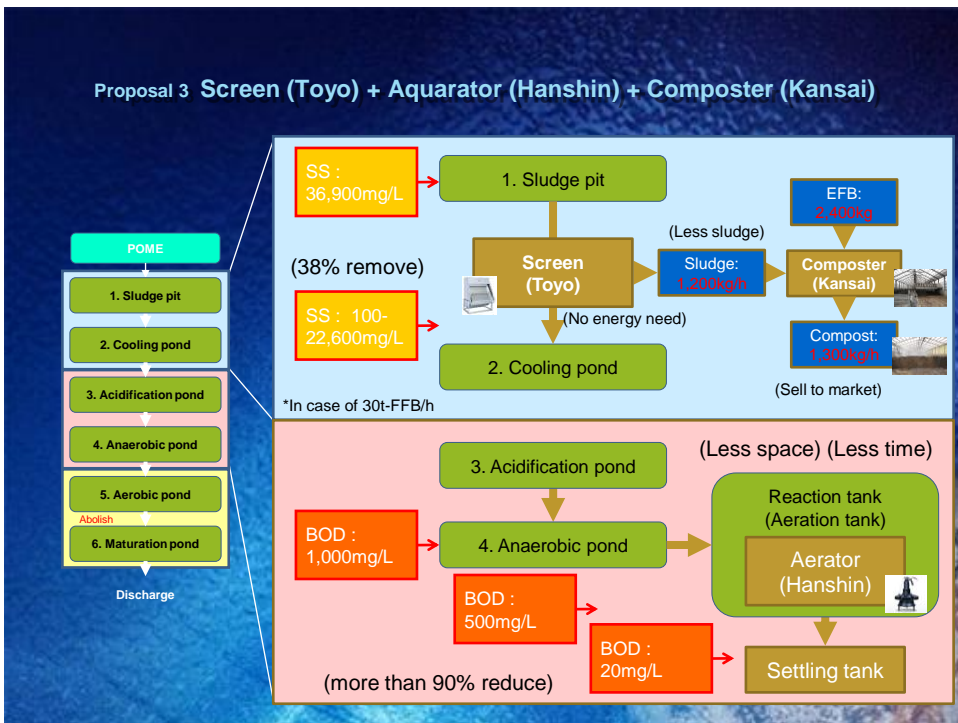 Proposal 3 Screen (Toyo) + Aquarator (Hanshin) + Composter (Kansai)
POME
1. Sludge pit
2. Cooling pond
3. Acidification pond
4. Anaerobic pond
5. Aerobic pond
Abolish
6. Maturation pond
Discharge
SS :
36,900mg/L
1. Sludge pit
EFB:
2,400kg
(Less sludge)
(38% remove)
Screen
(Toyo)
Sludge:
1,200kg/h
Composter
(Kansai)
SS : 100-
22,600mg/L
(No energy need)
Compost:
1,300kg/h
2. Cooling pond
(Sell to market)
*In case of 30t-FFB/h
3. Acidification pond
(Less space) (Less time)
Reaction tank
(Aeration tank)
BOD :
1,000mg/L
4. Anaerobic pond
Aerator
(Hanshin)
BOD :
500mg/L
BOD :
20mg/L
Settling tank
(more than 90% reduce)